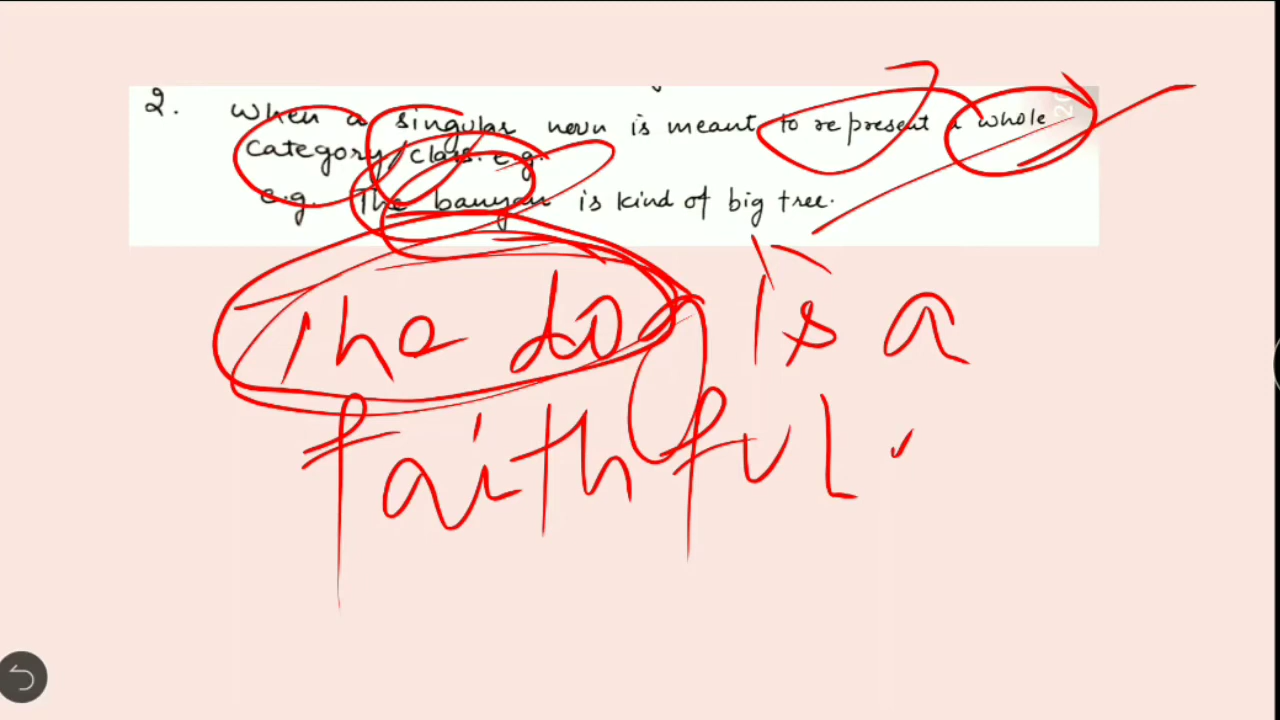 2. When a singular noun is meant to represent a whole
category/class. e.g.
e.g. The banyan is kind of big tree.
The dog is a
faithful